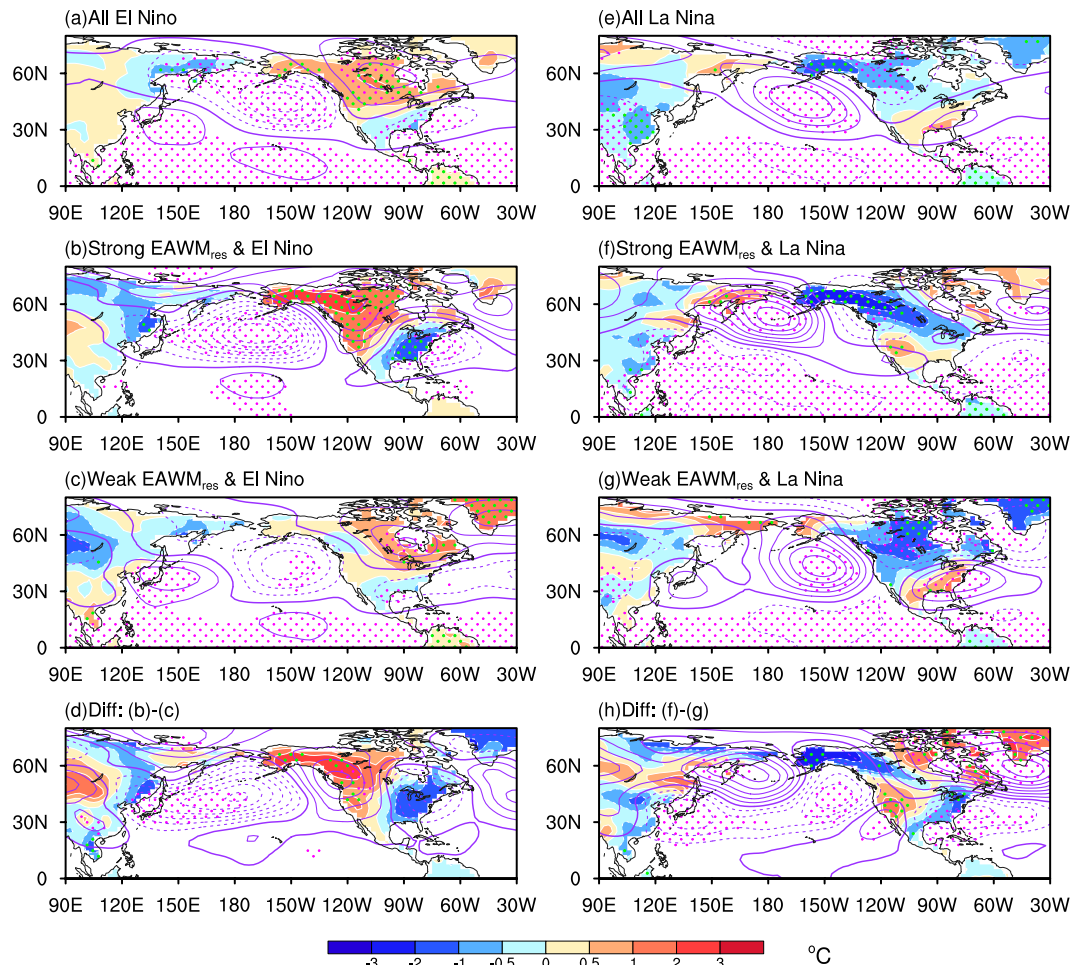 (a)All El Nino
60N
30N
0
90E 120E 150E 180 150W 120W 90W 60W 30W
(b)Strong EAWMres & El Nino
60N
30N
0
90E 120E 150E 180 150W 120W 90W 60W 30W
(c)Weak EAWMres & El Nino
60N
30N
0
90E 120E 150E 180 150W 120W 90W 60W 30W
(d)Diff: (b)-(c)
60N
30N
0
90E 120E 150E 180 150W 120W 90W 60W 30W
(e)All La Nina
60N
30N
0
90E 120E 150E 180 150W 120W 90W 60W 30W
(f)Strong EAWMres & La Nina
60N
30N
0
90E 120E 150E 180 150W 120W 90W 60W 30W
(g)Weak EAWMres & La Nina
60N
30N
0
90E 120E 150E 180 150W 120W 90W 60W 30W
(h)Diff: (f)-(g)
60N
30N
0
90E 120E 150E 180 150W 120W 90W 60W 30W
-3 -2 -1 -0.5 0 0.5 1 2 3 °C